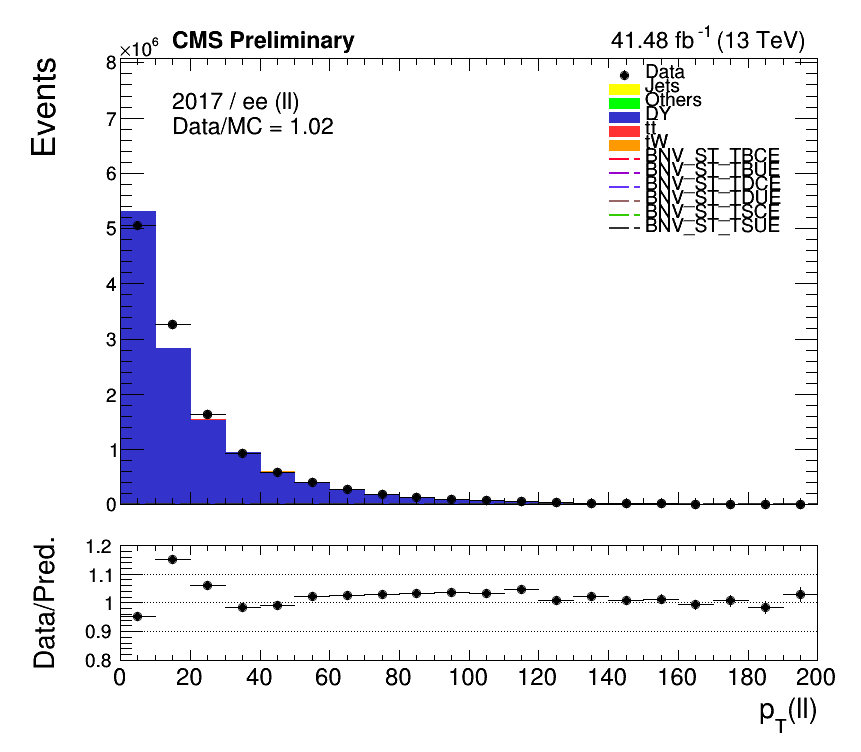 ×10⁶ CMS Preliminary 41.48 fb⁻¹ (13 TeV)
Events
8
7
6
5
4
3
2
1
0
2017 / ee (ll)
Data/MC = 1.02
Data
Jets
Others
DY
tt
tW
BNV_ST_TBCE
BNV_ST_TBUE
BNV_ST_TDCE
BNV_ST_TDUE
BNV_ST_TSCE
BNV_ST_TSUE
Data/Pred.
1.2
1.1
1
0.9
0.8
0 20 40 60 80 100 120 140 160 180 200
p_T(ll)